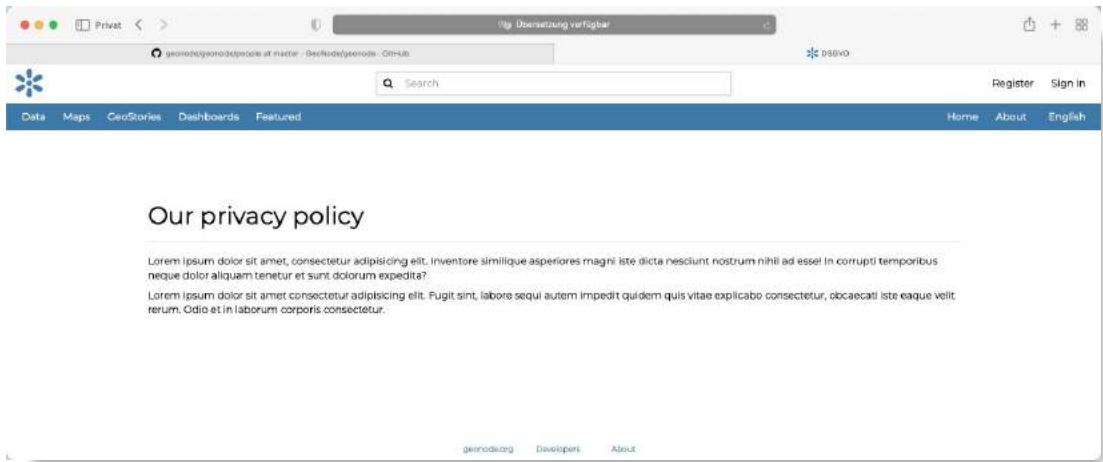 Privat
Übersetzung verfügbar
geonode/geonode/people at master · GeoNode/geonode · GitHub
DSGVO
Search
Register Sign in
Data Maps GeoStories Dashboards Featured Home About English
Our privacy policy
Lorem ipsum dolor sit amet, consectetur adipisicing elit. Inventore similique asperiores magni iste dicta nesciunt nostrum nihil ad esse! In corrupti temporibus
neque dolor aliquam tenetur et sunt dolorum expedita?
Lorem ipsum dolor sit amet consectetur adipisicing elit. Fugit sint, labore sequi autem impedit quidem quis vitae explicabo consectetur, obcaecati iste eaque velit
rerum. Odio et in laborum corporis consectetur.
geonode.org Developers About